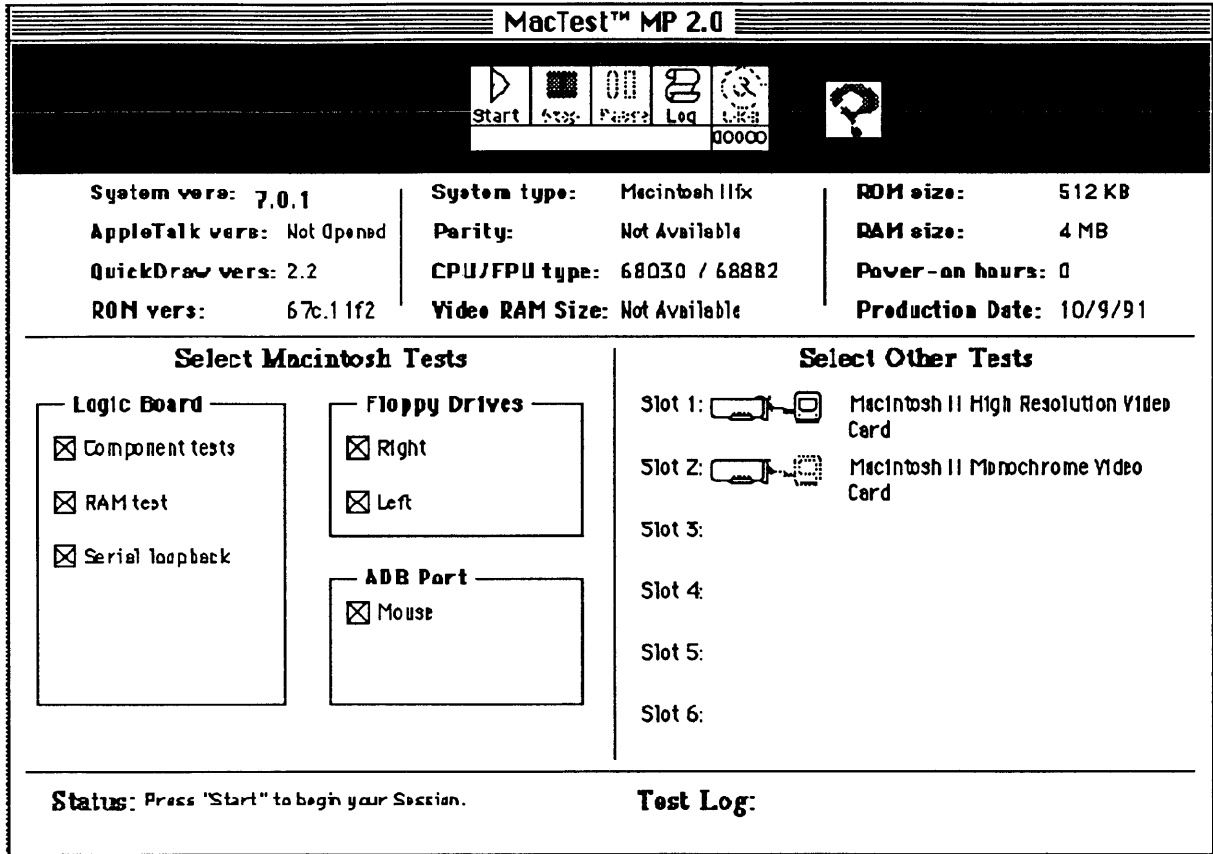 MacTest™ MP 2.0
Start Stop Pause Log
00000
System vers: 7.0.1
AppleTalk vers: Not Opened
QuickDraw vers: 2.2
ROM vers: 67c.11f2
System type: Macintosh IIfx
Parity: Not Available
CPU/FPU type: 68030 / 68882
Video RAM Size: Not Available
ROM size: 512 KB
RAM size: 4 MB
Power-on hours: 0
Production Date: 10/9/91
Select Macintosh Tests
Logic Board
Component tests
RAM test
Serial loopback
Floppy Drives
Right
Left
ADB Port
Mouse
Select Other Tests
Slot 1: Macintosh II High Resolution Video
Card
Slot 2: Macintosh II Monochrome Video
Card
Slot 3:
Slot 4:
Slot 5:
Slot 6:
Status: Press "Start" to begin your Session.
Test Log: